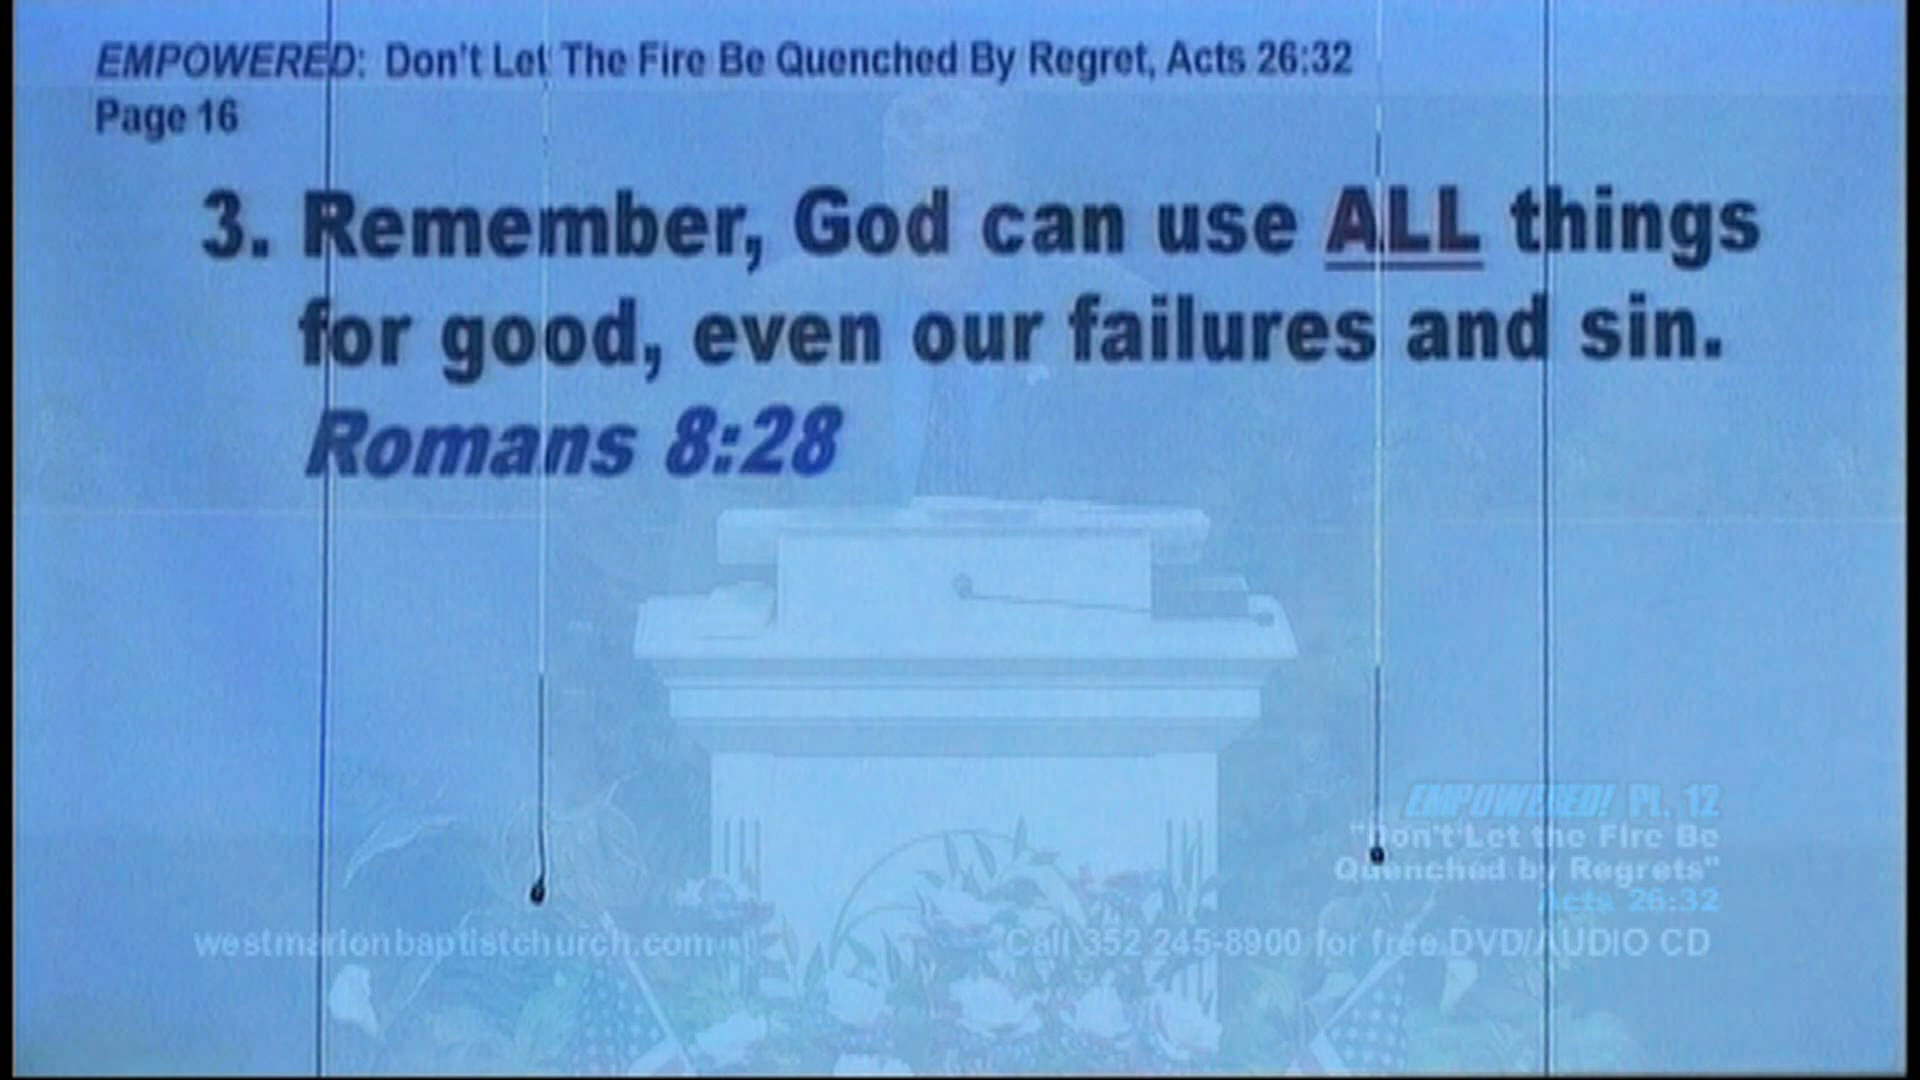 EMPOWERED: Don't Let The Fire Be Quenched By Regret, Acts 26:32
Page 16
3. Remember, God can use ALL things
for good, even our failures and sin.
Romans 8:28
EMPOWERED! Pt. 12
"Don't Let the Fire Be
Quenched by Regrets"
Acts 26:32
westmarionbaptistchurch.com
Call 352 245-8900 for free DVD/AUDIO CD